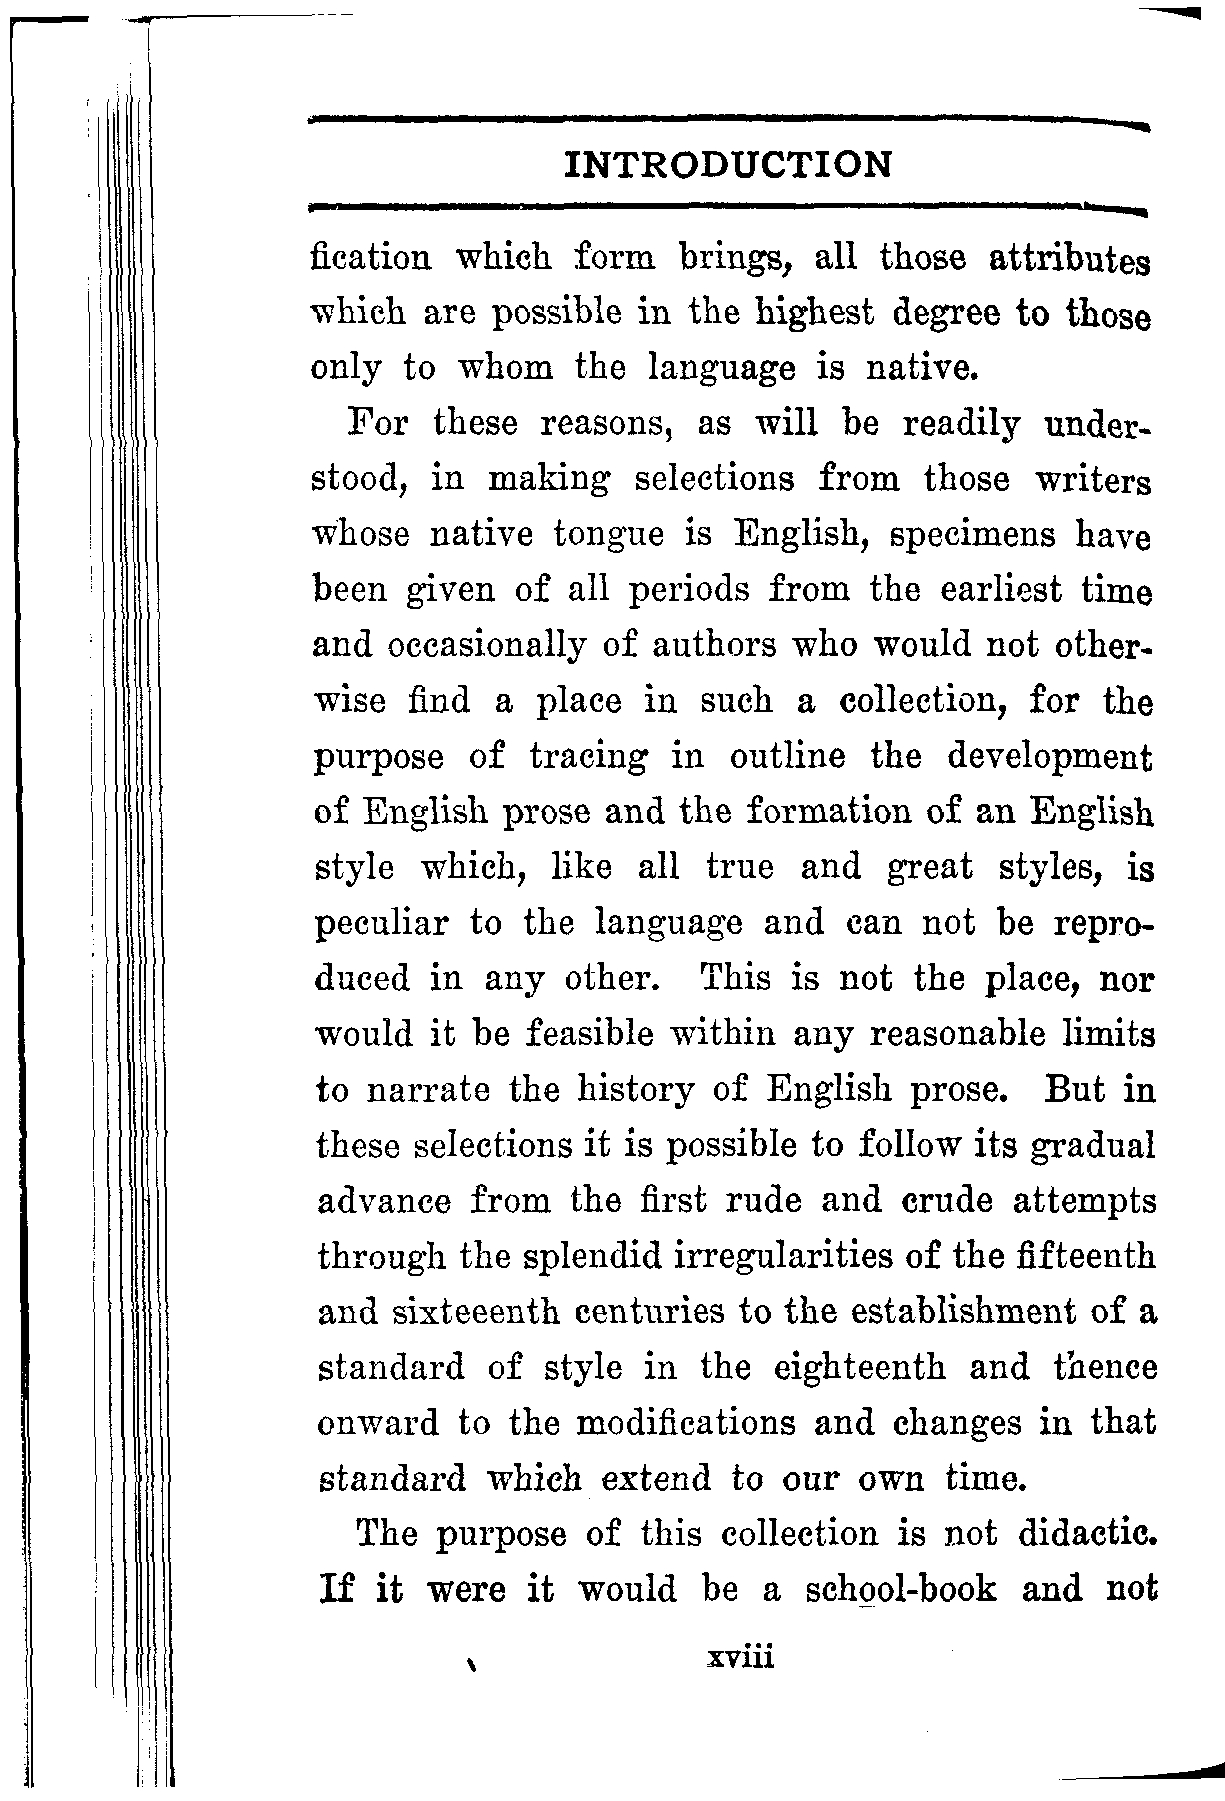 INTRODUCTION
fication which form brings, all those attributes
which are possible in the highest degree to those
only to whom the language is native.
For these reasons, as will be readily under-
stood, in making selections from those writers
whose native tongue is English, specimens have
been given of all periods from the earliest time
and occasionally of authors who would not other-
wise find a place in such a collection, for the
purpose of tracing in outline the development
of English prose and the formation of an English
style which, like all true and great styles, is
peculiar to the language and can not be repro-
duced in any other. This is not the place, nor
would it be feasible within any reasonable limits
to narrate the history of English prose. But in
these selections it is possible to follow its gradual
advance from the first rude and crude attempts
through the splendid irregularities of the fifteenth
and sixteeenth centuries to the establishment of a
standard of style in the eighteenth and thence
onward to the modifications and changes in that
standard which extend to our own time.
The purpose of this collection is not didactic.
If it were it would be a school-book and not
xviii